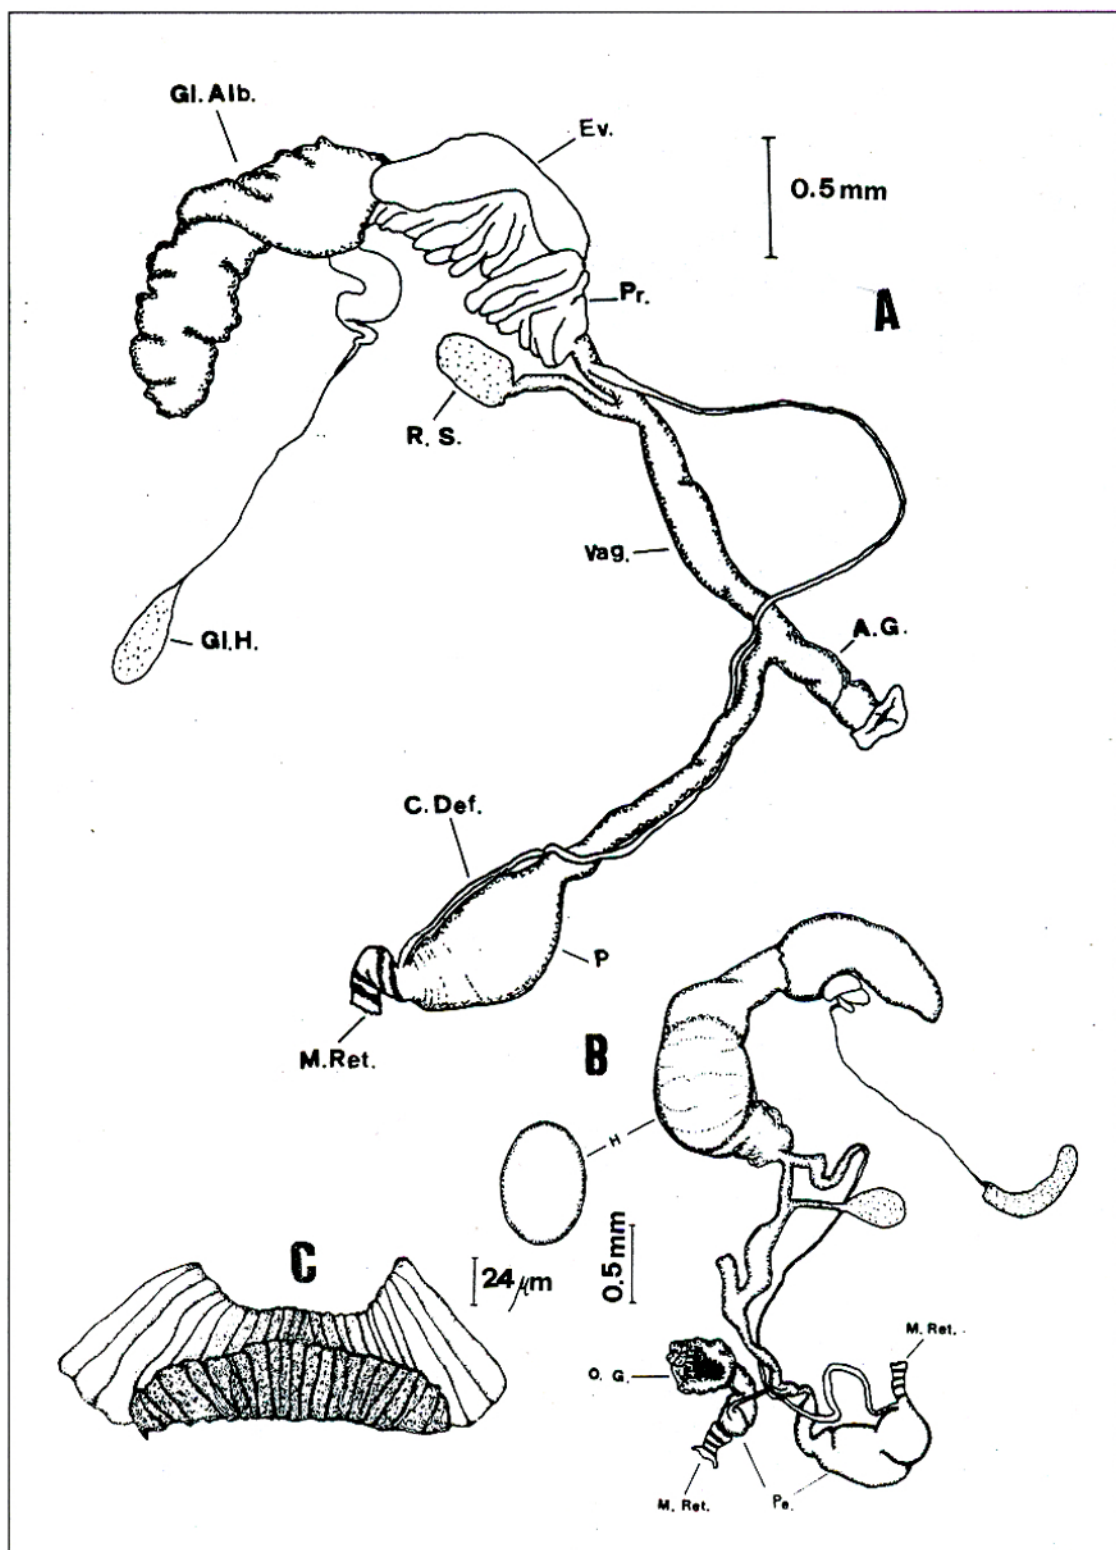 Gl. Alb.
Ev.
0.5 mm
Pr.
A
R. S.
Vag.
Gl. H.
A. G.
C. Def.
P
M. Ret.
B
H
C
24 µm
0.5 mm
M. Ret.
O. G.
M. Ret.
Pe.